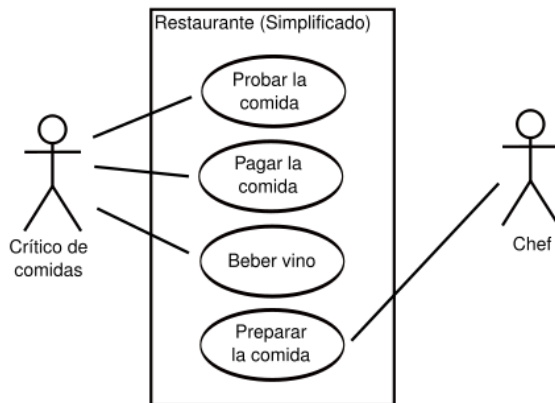 Restaurante (Simplificado)
Probar la
comida
Pagar la
comida
Beber vino
Preparar
la comida
Crítico de
comidas
Chef